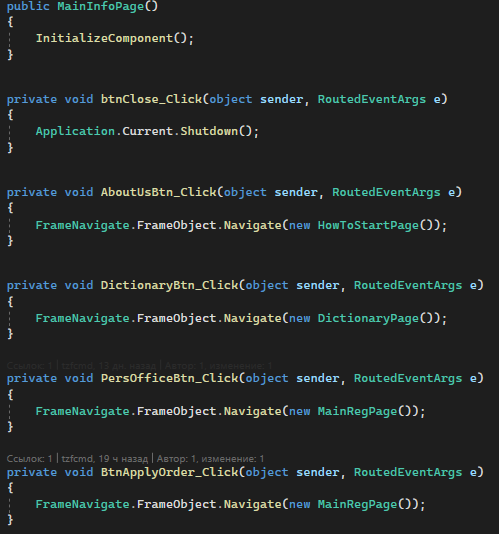 public MainInfoPage()
{
    InitializeComponent();
}
private void btnClose_Click(object sender, RoutedEventArgs e)
{
    Application.Current.Shutdown();
}
private void AboutUsBtn_Click(object sender, RoutedEventArgs e)
{
    FrameNavigate.FrameObject.Navigate(new HowToStartPage());
}
private void DictionaryBtn_Click(object sender, RoutedEventArgs e)
{
    FrameNavigate.FrameObject.Navigate(new DictionaryPage());
}
Ссылок: 1 | tzfcmd, 19 дн. назад | Автор: 1, изменение: 1
private void PersOfficeBtn_Click(object sender, RoutedEventArgs e)
{
    FrameNavigate.FrameObject.Navigate(new MainRegPage());
}
Ссылок: 1 | tzfcmd, 19 ч назад | Автор: 1, изменение: 1
private void BtnApplyOrder_Click(object sender, RoutedEventArgs e)
{
    FrameNavigate.FrameObject.Navigate(new MainRegPage());
}